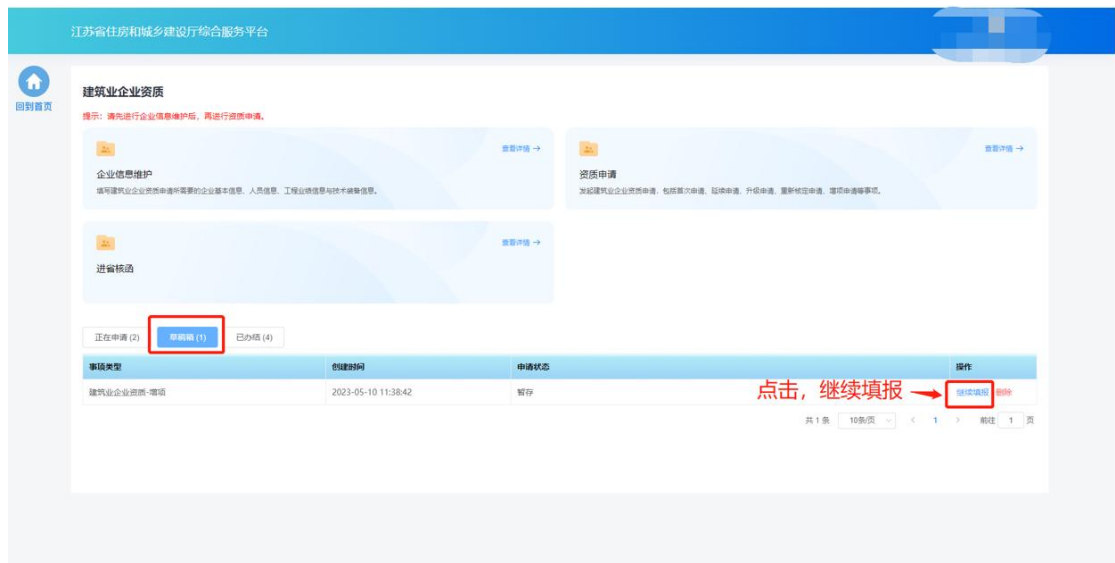 江苏省住房和城乡建设厅综合服务平台
回到首页
建筑业企业资质
提示：请先进行企业信息维护后，再进行资质申请。
查看详情 →
查看详情 →
企业信息维护
资质申请
填写建筑业企业资质申请所需要的企业基本信息、人员信息、工程业绩信息与技术装备信息。
发起建筑业企业资质申请，包括首次申请、延续申请、升级申请、重新核定申请、增项申请等事项。
查看详情 →
进省核函
正在申请 (2) 草稿箱 (1) 已办结 (4)
事项类型 创建时间 申请状态 操作
建筑业企业资质-增项 2023-05-10 11:38:42 暂存 点击，继续填报 继续填报 删除
共 1 条 10条/页 < 1 > 前往 1 页